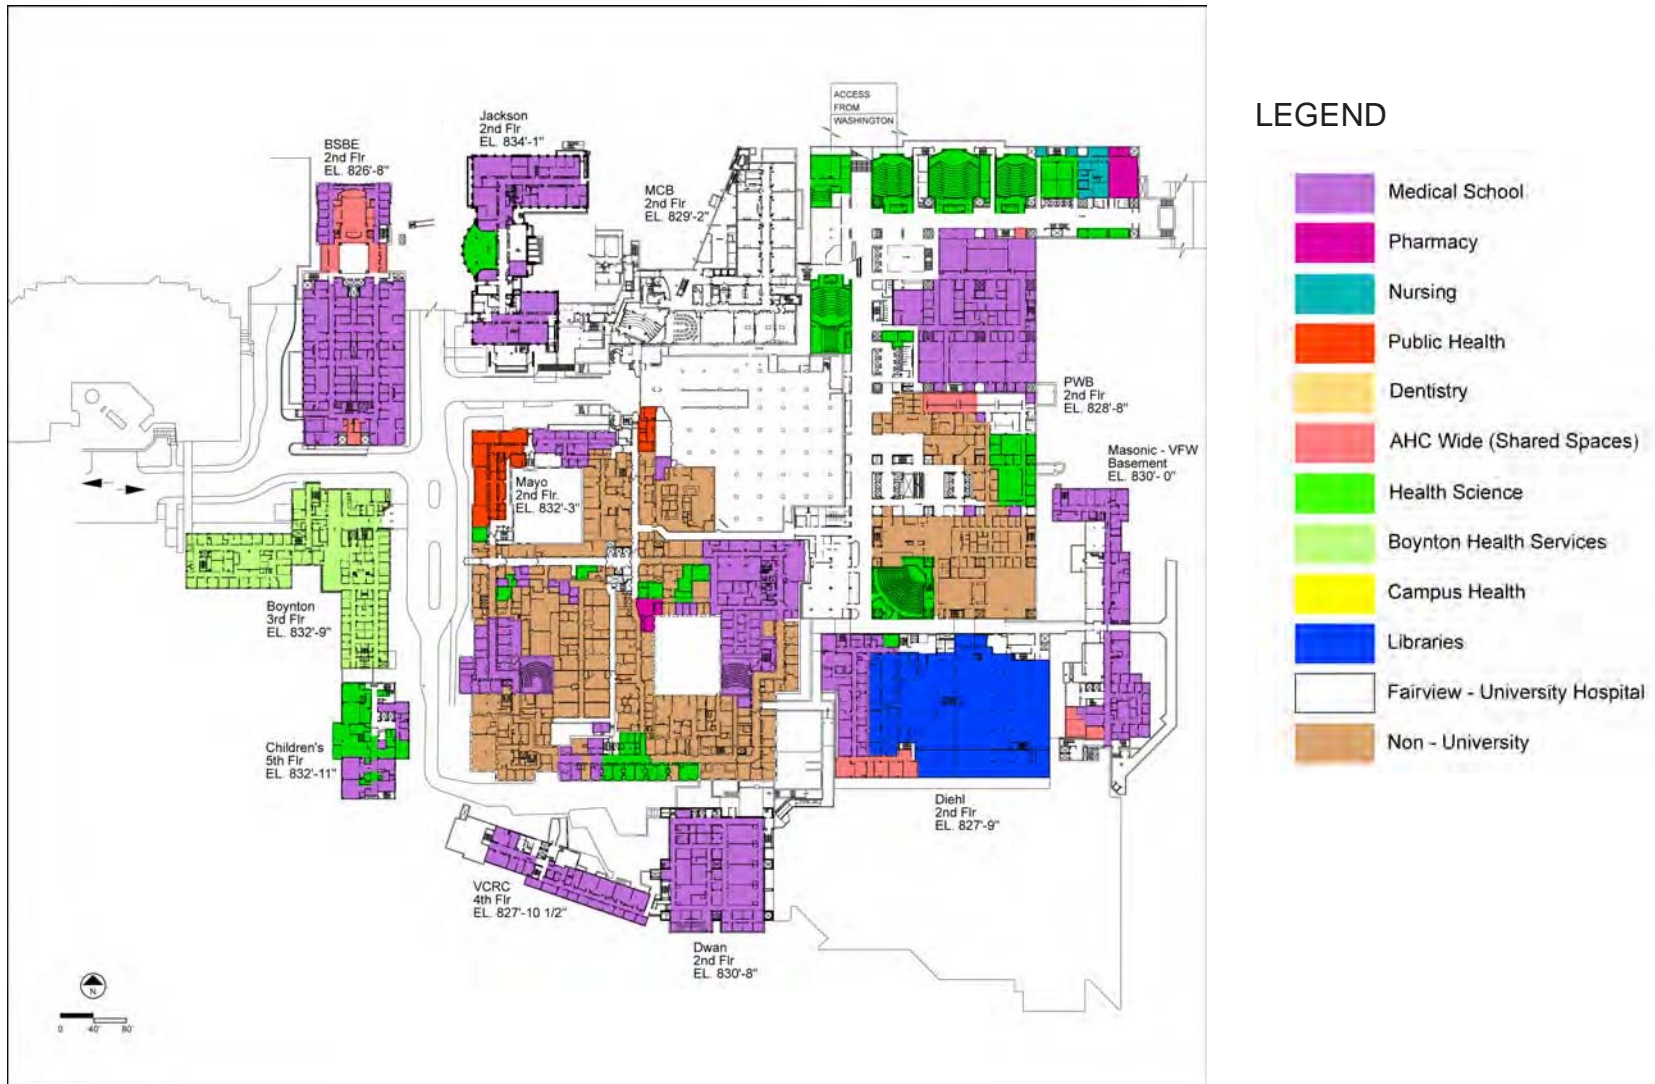 ACCESS
FROM
WASHINGTON
Jackson
2nd Flr
EL. 834'-1"
BSBE
2nd Flr
EL. 826'-8"
MCB
2nd Flr
EL. 829'-2"
PWB
2nd Flr
EL. 828'-8"
Masonic - VFW
Basement
EL. 830'- 0"
Mayo
2nd Flr.
EL. 832'-3"
Boynton
3rd Flr
EL. 832'-9"
Children's
5th Flr
EL. 832'-11"
Diehl
2nd Flr
EL. 827'-9"
VCRC
4th Flr
EL. 827'-10 1/2"
Dwan
2nd Flr
EL. 830'-8"
N
0 40' 80'
LEGEND
Medical School
Pharmacy
Nursing
Public Health
Dentistry
AHC Wide (Shared Spaces)
Health Science
Boynton Health Services
Campus Health
Libraries
Fairview - University Hospital
Non - University